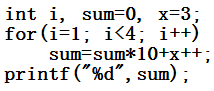 int i, sum=0, x=3;
for(i=1; i<4; i++)
sum=sum*10+x++;
printf("%d",sum);